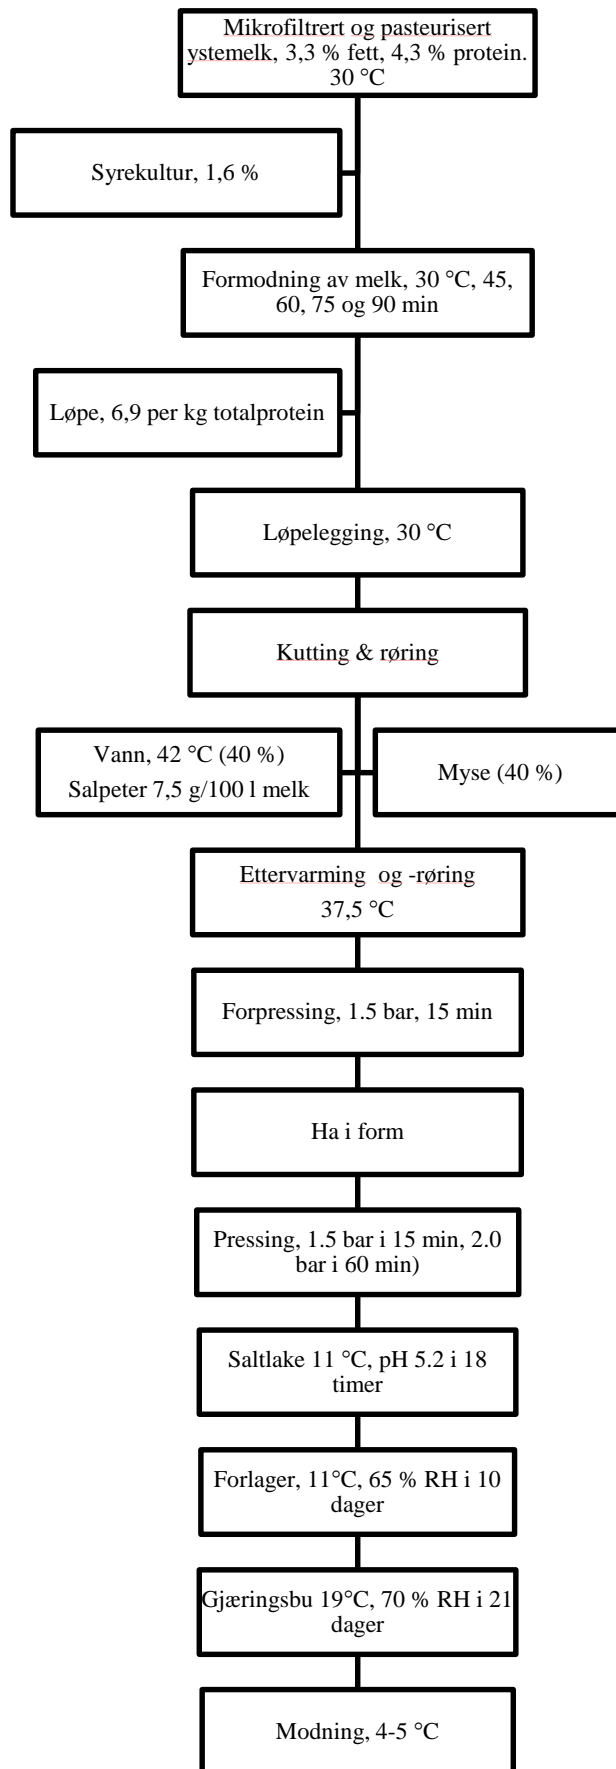 Mikrofiltrert og pasteurisert
ystemelk, 3,3 % fett, 4,3 % protein.
30 °C
Syrekultur, 1,6 %
Formodning av melk, 30 °C, 45,
60, 75 og 90 min
Løpe, 6,9 per kg totalprotein
Løpelegging, 30 °C
Kutting & røring
Vann, 42 °C (40 %)
Salpeter 7,5 g/100 l melk
Myse (40 %)
Ettervarming og -røring
37,5 °C
Forpressing, 1.5 bar, 15 min
Ha i form
Pressing, 1.5 bar i 15 min, 2.0
bar i 60 min)
Saltlake 11 °C, pH 5.2 i 18
timer
Forlager, 11°C, 65 % RH i 10
dager
Gjæringsbu 19°C, 70 % RH i 21
dager
Modning, 4-5 °C